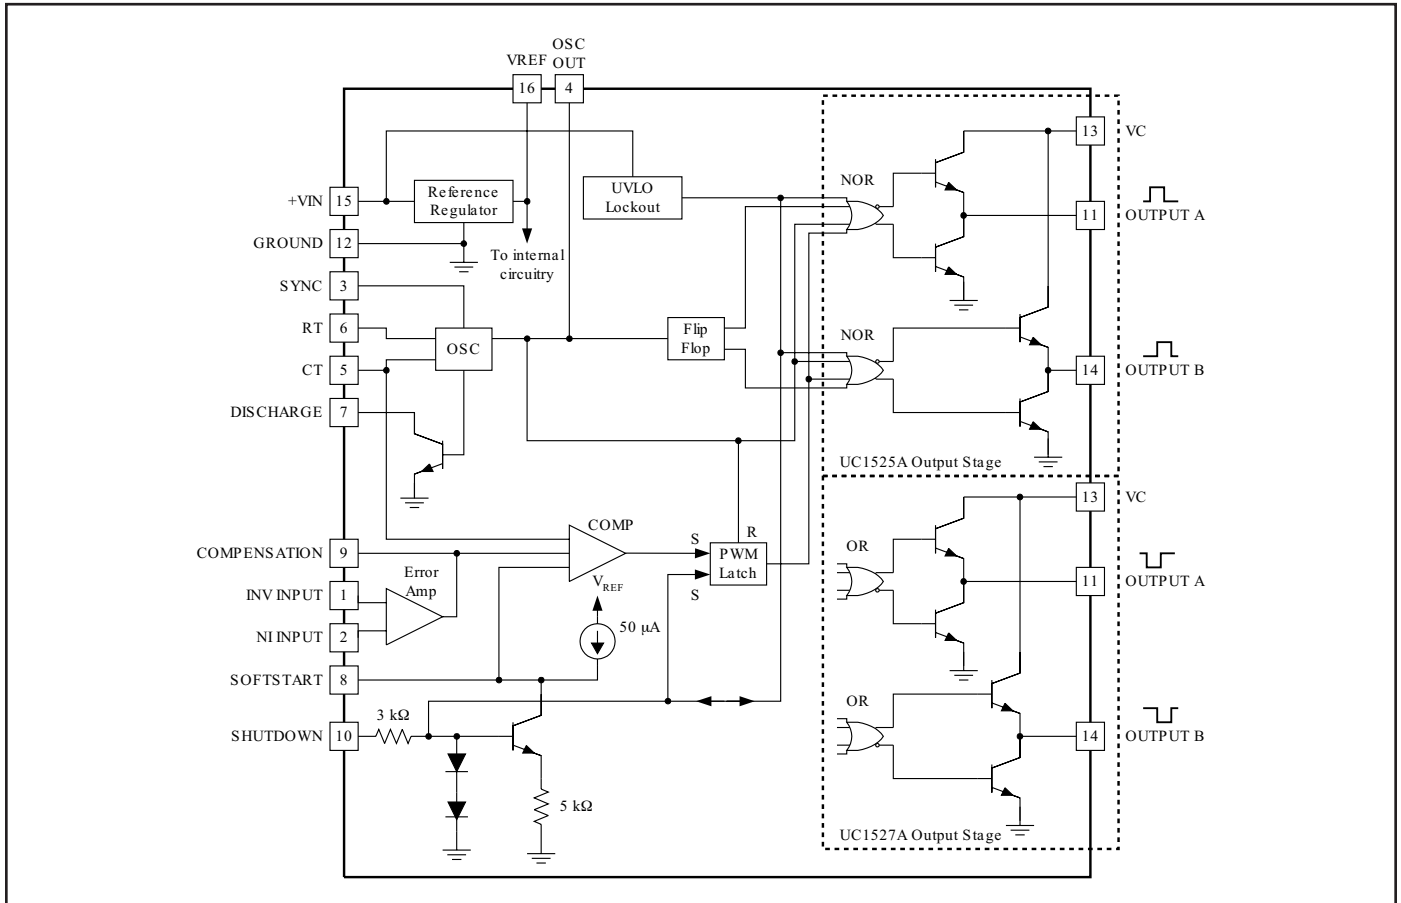 OSC
OUT
VREF
16
4
13
VC
Reference
Regulator
UVLO
Lockout
NOR
+VIN
15
11
OUTPUT A
GROUND
12
To internal
circuitry
SYNC
3
RT
6
OSC
Flip
Flop
NOR
CT
5
14
OUTPUT B
DISCHARGE
7
UC1525A Output Stage
13
VC
COMP
S
R
OR
COMPENSATION
9
PWM
Latch
S
11
OUTPUT A
Error
Amp
INV INPUT
1
VREF
50 µA
NI INPUT
2
SOFTSTART
8
OR
SHUTDOWN
10
3 kΩ
14
OUTPUT B
5 kΩ
UC1527A Output Stage